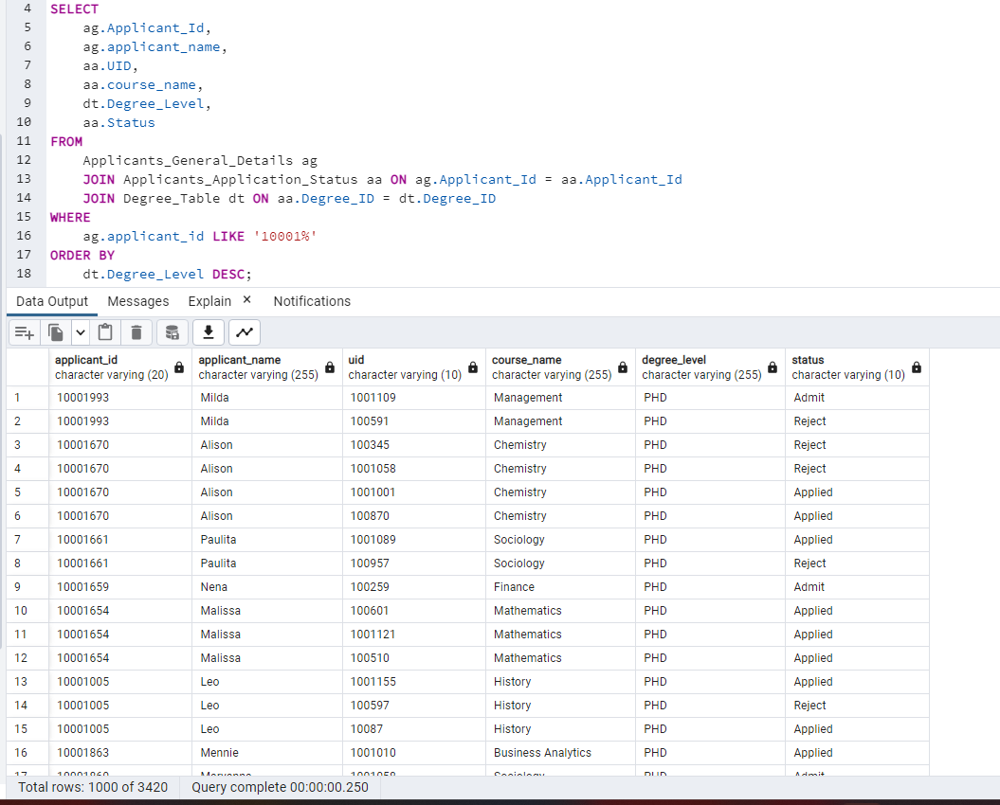 4 SELECT
5 ag.Applicant_Id,
6 ag.applicant_name,
7 aa.UID,
8 aa.course_name,
9 dt.Degree_Level,
10 aa.Status
11 FROM
12 Applicants_General_Details ag
13 JOIN Applicants_Application_Status aa ON ag.Applicant_Id = aa.Applicant_Id
14 JOIN Degree_Table dt ON aa.Degree_ID = dt.Degree_ID
15 WHERE
16 ag.applicant_id LIKE '10001%'
17 ORDER BY
18 dt.Degree_Level DESC;
Data Output Messages Explain × Notifications
applicant_id applicant_name uid course_name degree_level status
character varying (20) character varying (255) character varying (10) character varying (255) character varying (255) character varying (10)
1 10001993 Milda 1001109 Management PHD Admit
2 10001993 Milda 100591 Management PHD Reject
3 10001670 Alison 100345 Chemistry PHD Reject
4 10001670 Alison 1001058 Chemistry PHD Reject
5 10001670 Alison 1001001 Chemistry PHD Applied
6 10001670 Alison 100870 Chemistry PHD Applied
7 10001661 Paulita 1001089 Sociology PHD Applied
8 10001661 Paulita 100957 Sociology PHD Reject
9 10001659 Nena 100259 Finance PHD Admit
10 10001654 Malissa 100601 Mathematics PHD Applied
11 10001654 Malissa 1001121 Mathematics PHD Applied
12 10001654 Malissa 100510 Mathematics PHD Applied
13 10001005 Leo 1001155 History PHD Applied
14 10001005 Leo 100597 History PHD Reject
15 10001005 Leo 10087 History PHD Applied
16 10001863 Mennie 1001010 Business Analytics PHD Applied
17 Sociology PHD Admit
Total rows: 1000 of 3420 Query complete 00:00:00.250